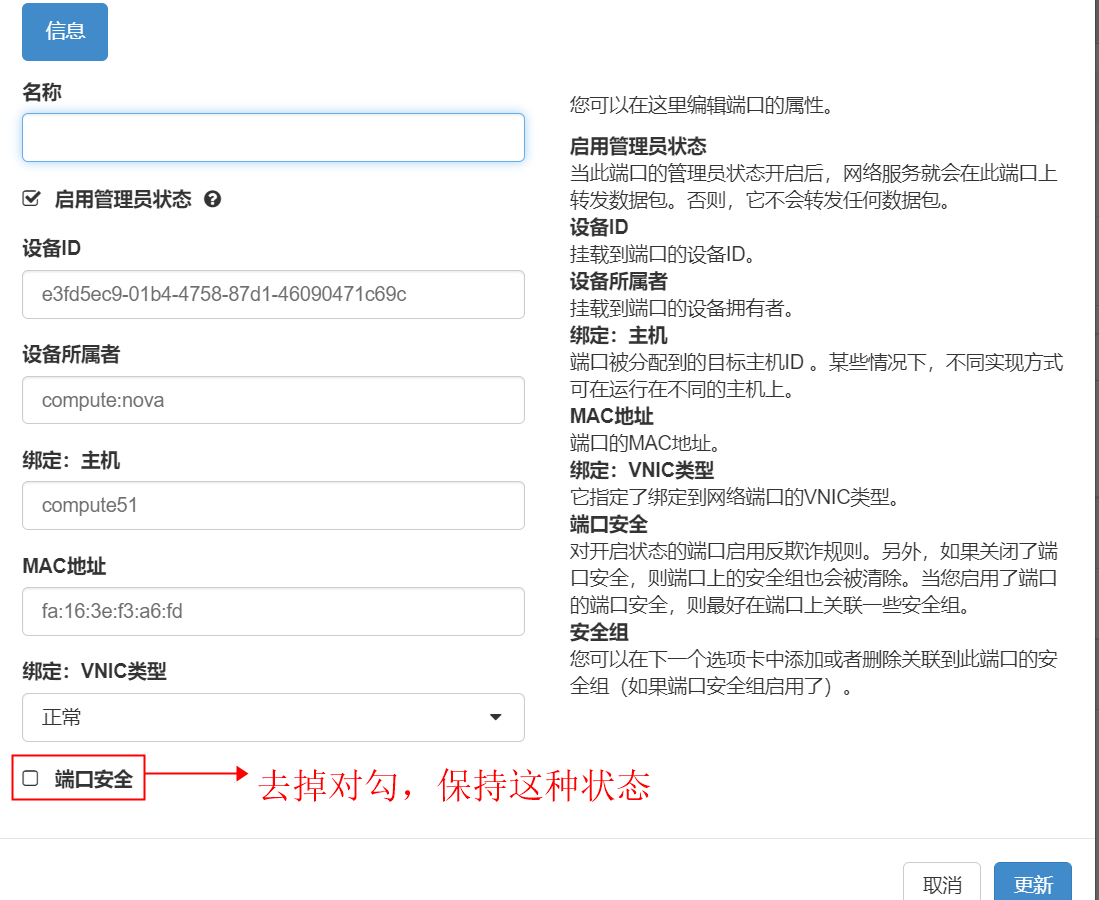 信息
名称
启用管理员状态
设备ID
e3fd5ec9-01b4-4758-87d1-46090471c69c
设备所属者
compute:nova
绑定：主机
compute51
MAC地址
fa:16:3e:f3:a6:fd
绑定：VNIC类型
正常
端口安全
去掉对勾，保持这种状态
您可以在这里编辑端口的属性。
启用管理员状态
当此端口的管理员状态开启后，网络服务就会在此端口上
转发数据包。否则，它不会转发任何数据包。
设备ID
挂载到端口的设备ID。
设备所属者
挂载到端口的设备拥有者。
绑定：主机
端口被分配到的目标主机ID 。某些情况下，不同实现方式
可在运行在不同的主机上。
MAC地址
端口的MAC地址。
绑定：VNIC类型
它指定了绑定到网络端口的VNIC类型。
端口安全
对开启状态的端口启用反欺诈规则。另外，如果关闭了端
口安全，则端口上的安全组也会被清除。当您启用了端口
的端口安全，则最好在端口上关联一些安全组。
安全组
您可以在下一个选项卡中添加或者删除关联到此端口的安
全组（如果端口安全组启用了）。
取消
更新